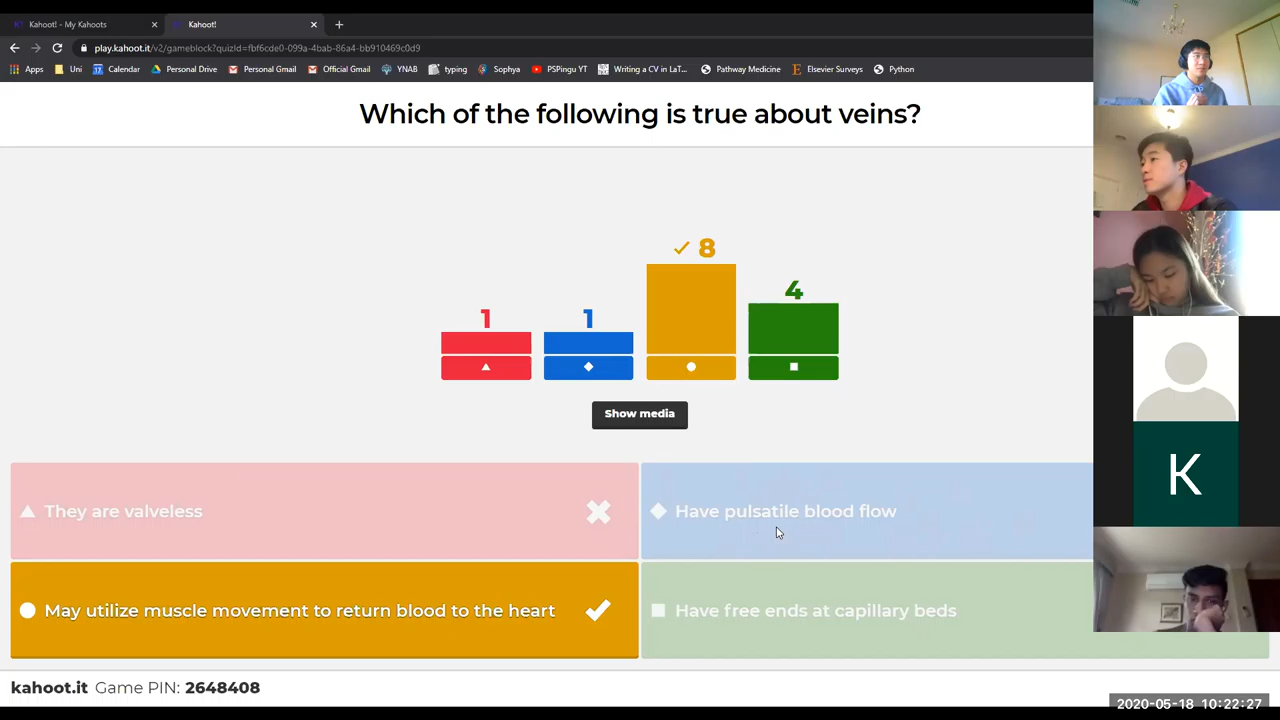 Kahoot! - My Kahoots
Kahoot!
play.kahoot.it/v2/gameblock?quizId=fbf6cde0-099a-4bab-86a4-bb910469c0d9
Apps Uni Calendar Personal Drive Personal Gmail Official Gmail YNAB typing Sophya PSPingu YT Writing a CV in LaT... Pathway Medicine Elsevier Surveys Python
Which of the following is true about veins?
1 1 8 4
Show media
They are valveless
Have pulsatile blood flow
May utilize muscle movement to return blood to the heart
Have free ends at capillary beds
K
kahoot.it Game PIN: 2648408
2020-05-18 10:22:27